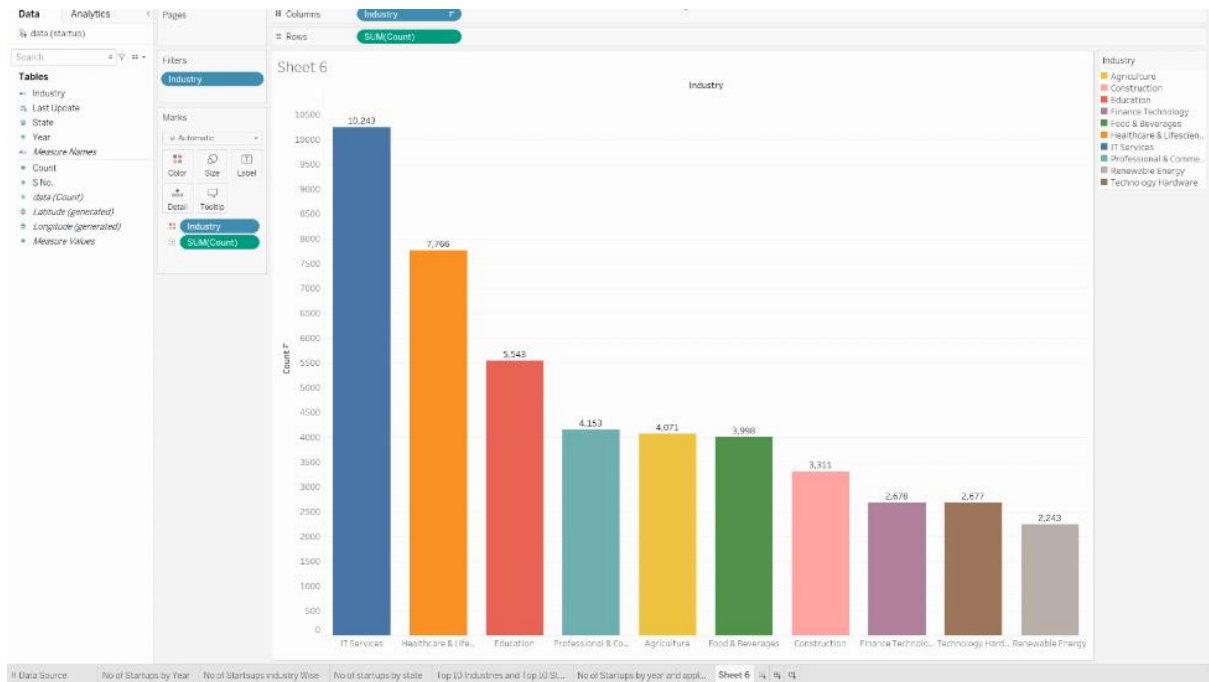 Data Analytics
data (startup)
Search
Tables
Industry
Last Update
State
Year
Measure Names
Count
S No.
data (Count)
Latitude (generated)
Longitude (generated)
Measure Values
Pages
Filters
Industry
Marks
Automatic
Color Size Label
Detail Tooltip
Industry
SUM(Count)
Columns Industry
Rows SUM(Count)
Sheet 6
Industry
Count
10500
10000
9500
9000
8500
8000
7500
7000
6500
6000
5500
5000
4500
4000
3500
3000
2500
2000
1500
1000
500
0
10,243
7,766
5,543
4,153
4,071
3,998
3,311
2,678
2,677
2,243
IT Services Healthcare & Life.. Education Professional & Co.. Agriculture Food & Beverages Construction Finance Technolo.. Technology Hard.. Renewable Energy
Industry
Agriculture
Construction
Education
Finance Technology
Food & Beverages
Healthcare & Lifescien..
IT Services
Professional & Comme..
Renewable Energy
Technology Hardware
Data Source No of Startups by Year No of Startsups industry Wise No of startups by state Top 10 Industries and Top 10 St... No of Startups by year and appl... Sheet 6